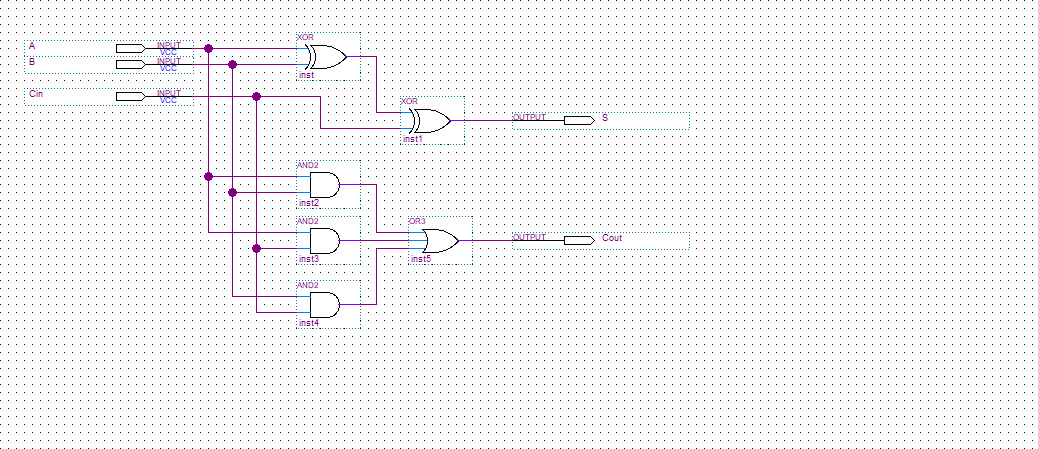 XOR
A INPUT
VCC
B INPUT
VCC
inst
Cin INPUT
VCC
XOR
OUTPUT S
inst1
AND2
inst2
AND2
OR3
OUTPUT Cout
inst3
inst5
AND2
inst4